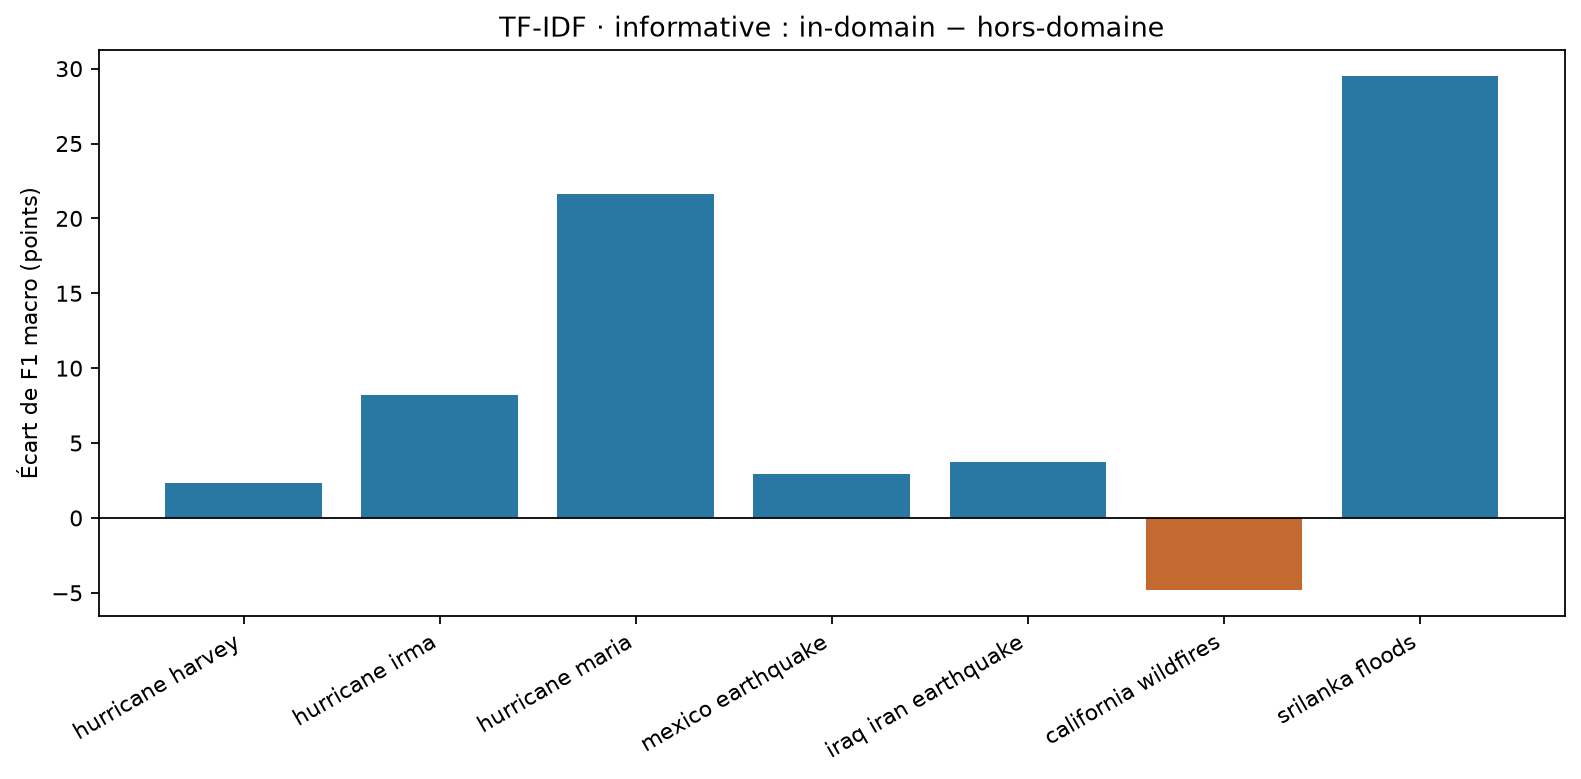 TF-IDF · informative : in-domain − hors-domaine
Écart de F1 macro (points)
30
25
20
15
10
5
0
−5
hurricane harvey
hurricane irma
hurricane maria
mexico earthquake
iraq iran earthquake
california wildfires
srilanka floods